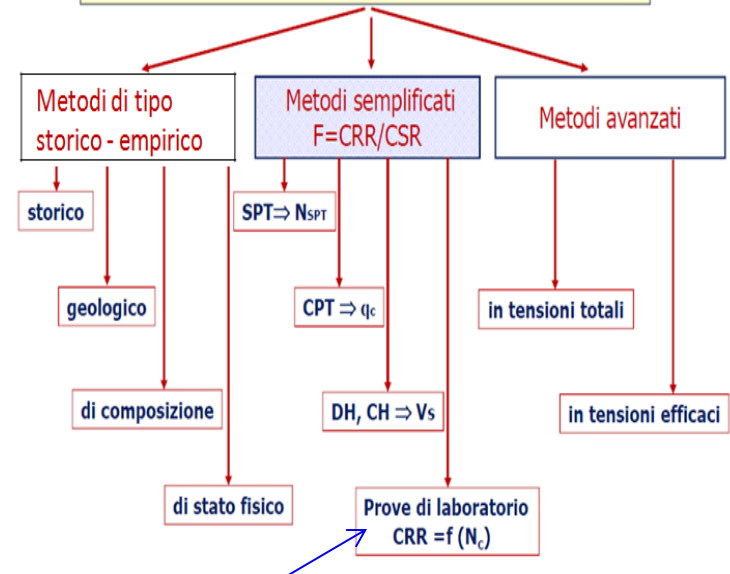 Metodi di tipo
storico - empirico
Metodi semplificati
F=CRR/CSR
Metodi avanzati
storico
SPT⇒ NSPT
geologico
CPT ⇒ qc
in tensioni totali
di composizione
DH, CH ⇒ Vs
in tensioni efficaci
di stato fisico
Prove di laboratorio
CRR =f (Nc)